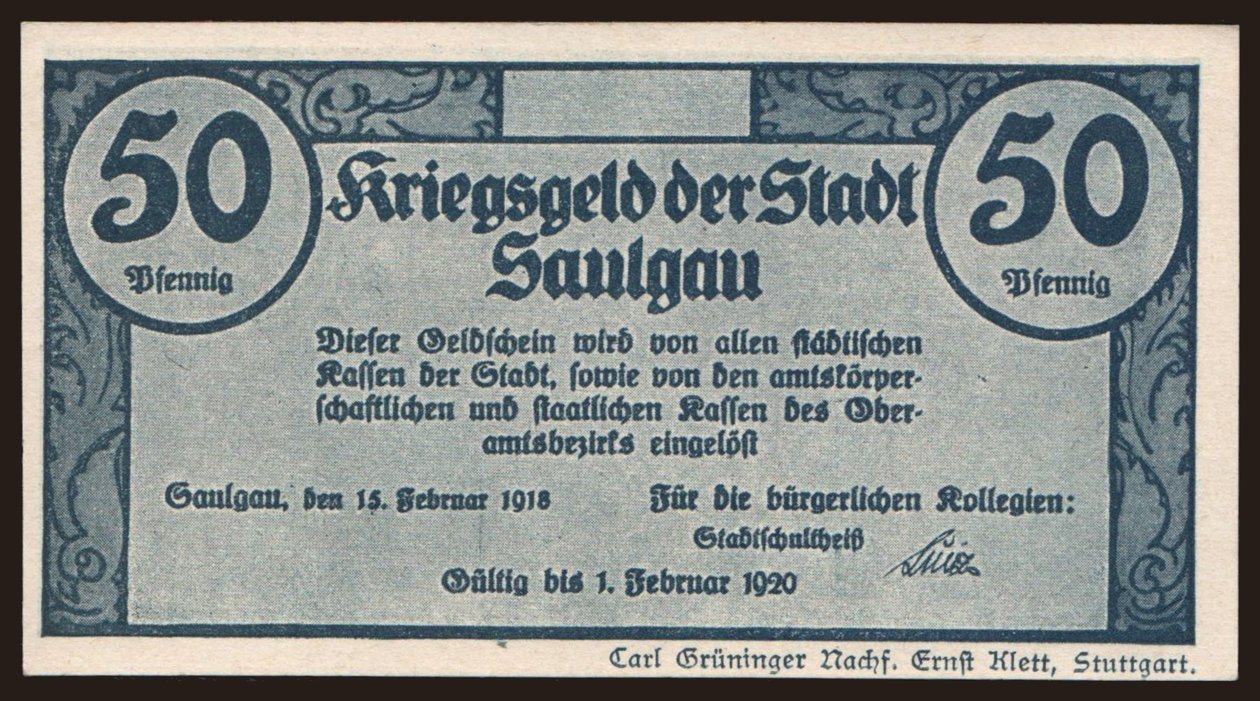 50
Pfennig
50
Pfennig
Kriegsgeld der Stadt
Saulgau
Dieser Geldschein wird von allen städtischen
Kassen der Stadt, sowie von den amtskörper-
schaftlichen und staatlichen Kassen des Ober-
amtsbezirks eingelöst
Saulgau, den 15. Februar 1918
Für die bürgerlichen Kollegien:
Stadtschultheiß
Gültig bis 1. Februar 1920
Carl Grüninger Nachf. Ernst Klett, Stuttgart.